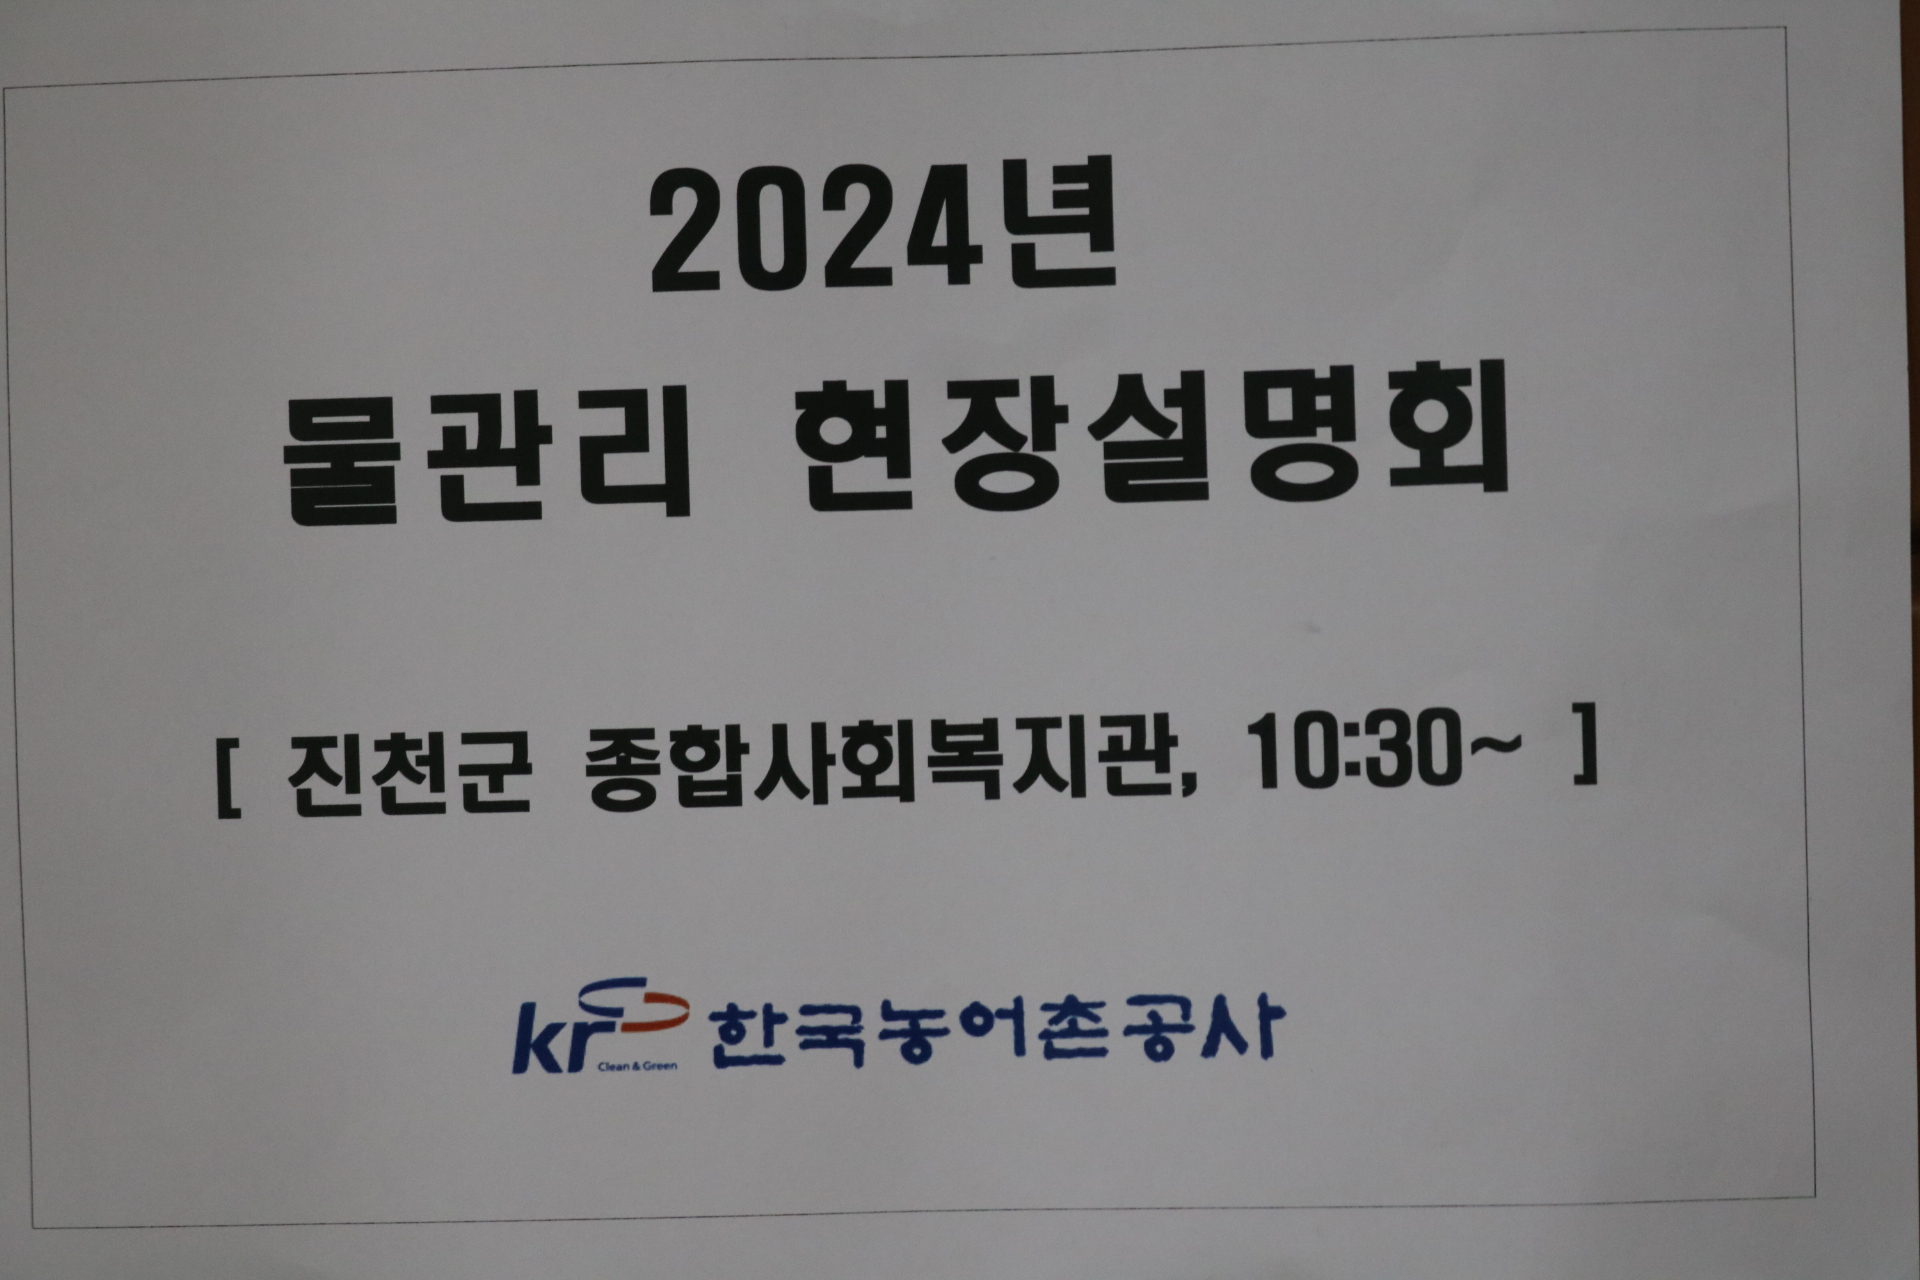 2024년
물관리 현장설명회
[ 진천군 종합사회복지관, 10:30~ ]
kr 한국농어촌공사
Clean & Green